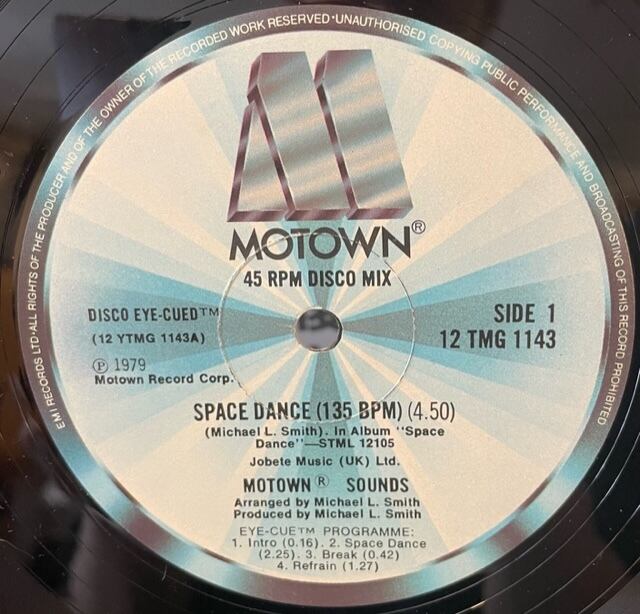 EMI RECORDS LTD·ALL RIGHTS OF THE PRODUCER AND OF THE OWNER OF THE RECORDED WORK RESERVED·UNAUTHORISED COPYING PUBLIC PERFORMANCE AND BROADCASTING OF THIS RECORD PROHIBITED
MOTOWN®
45 RPM DISCO MIX
DISCO EYE-CUED™
(12 YTMG 1143A)
SIDE 1
12 TMG 1143
Ⓟ 1979
Motown Record Corp.
SPACE DANCE (135 BPM) (4.50)
(Michael L. Smith). In Album "Space
Dance"—STML 12105
Jobete Music (UK) Ltd.
MOTOWN® SOUNDS
Arranged by Michael L. Smith
Produced by Michael L. Smith
EYE-CUE™ PROGRAMME:
1. Intro (0.16). 2. Space Dance
(2.25). 3. Break (0.42)
4. Refrain (1.27)